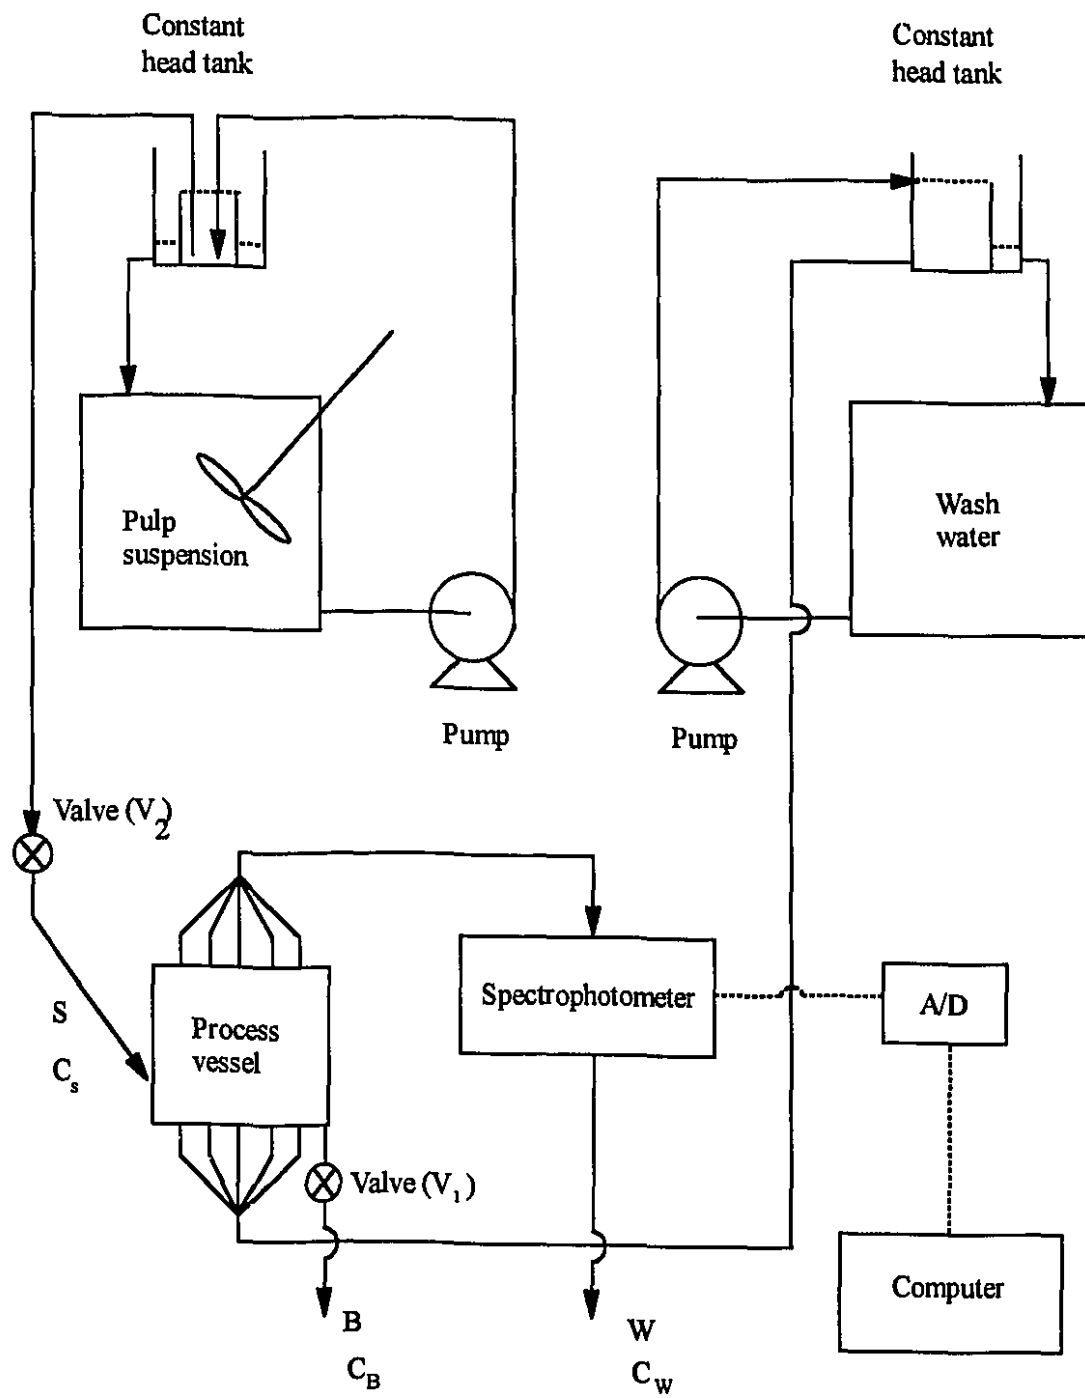 Constant
head tank
Constant
head tank
Pulp
suspension
Wash
water
Pump
Pump
Valve (V2)
S
Cs
Process
vessel
Spectrophotometer
A/D
Valve (V1)
Computer
B
CB
W
CW